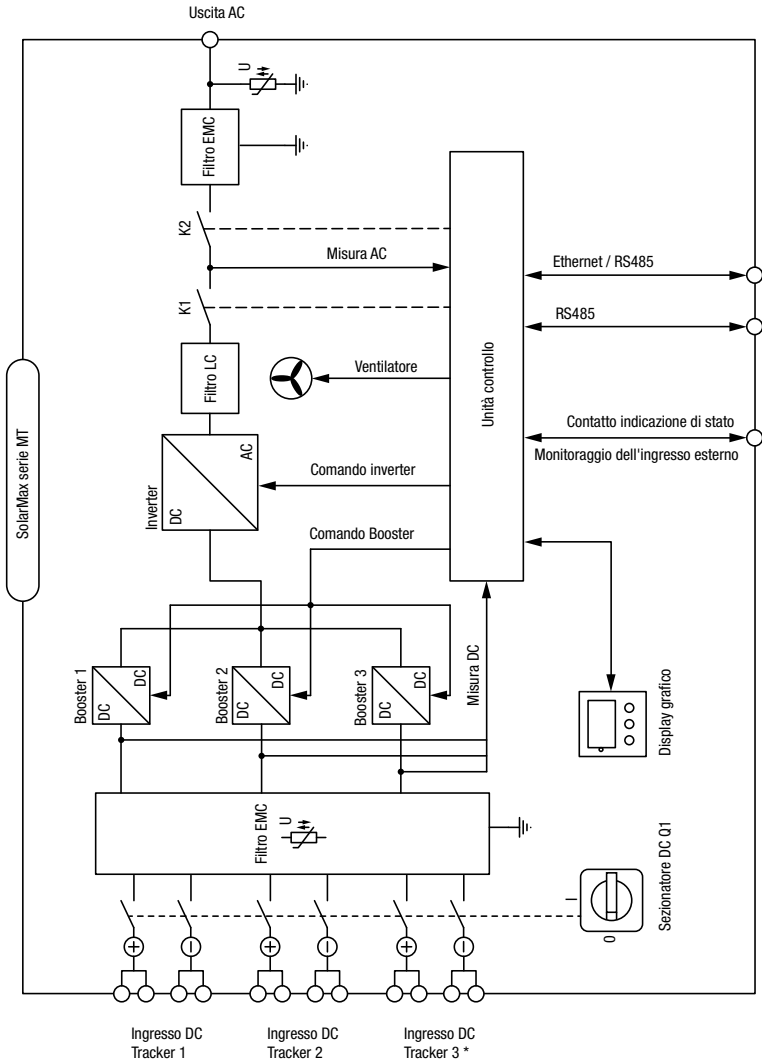 Uscita AC
U
Filtro EMC
K2
Misura AC
Ethernet / RS485
K1
RS485
Filtro LC
Ventilatore
Unità controllo
SolarMax serie MT
Contatto indicazione di stato
Monitoraggio dell'ingresso esterno
Inverter
DC
AC
Comando inverter
Comando Booster
Booster 1
DC
DC
Booster 2
DC
DC
Booster 3
DC
DC
Misura DC
Display grafico
Filtro EMC
U
Sezionatore DC Q1
I
0
+
−
+
−
+
−
Ingresso DC
Tracker 1
Ingresso DC
Tracker 2
Ingresso DC
Tracker 3 *